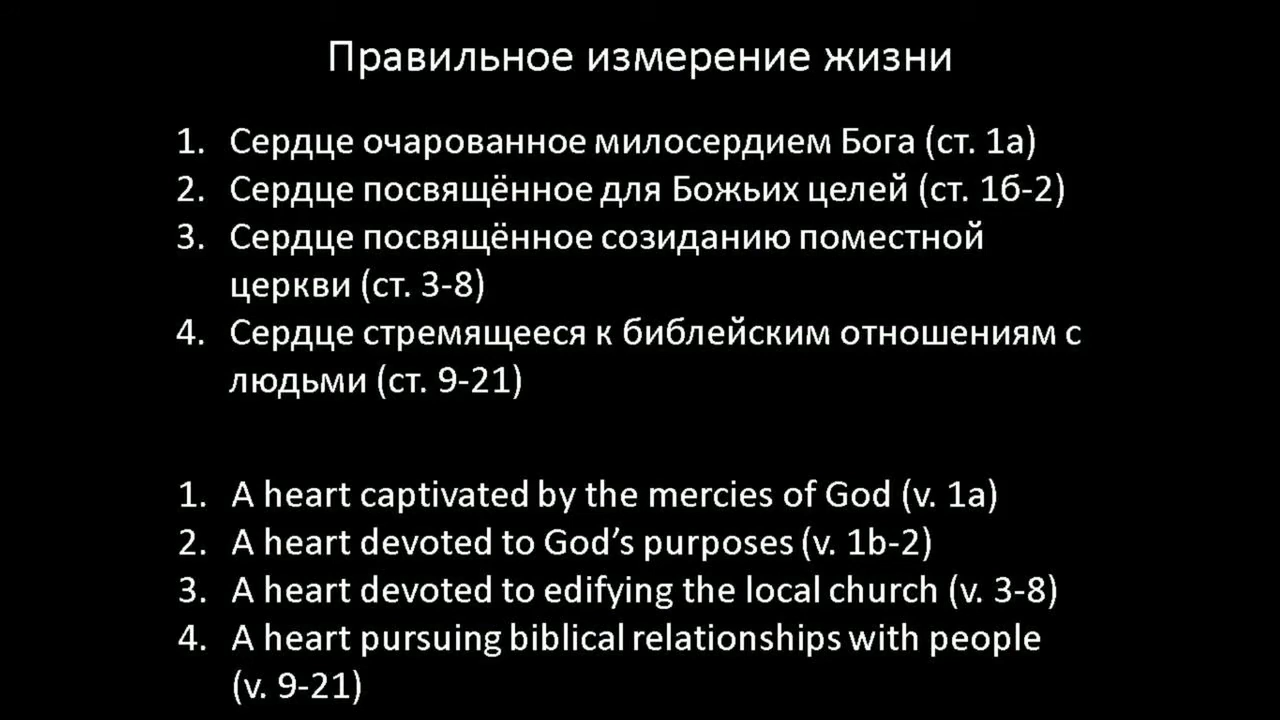 Правильное измерение жизни
1. Сердце очарованное милосердием Бога (ст. 1а)
2. Сердце посвящённое для Божьих целей (ст. 1б-2)
3. Сердце посвящённое созиданию поместной
церкви (ст. 3-8)
4. Сердце стремящееся к библейским отношениям с
людьми (ст. 9-21)
1. A heart captivated by the mercies of God (v. 1a)
2. A heart devoted to God’s purposes (v. 1b-2)
3. A heart devoted to edifying the local church (v. 3-8)
4. A heart pursuing biblical relationships with people
(v. 9-21)